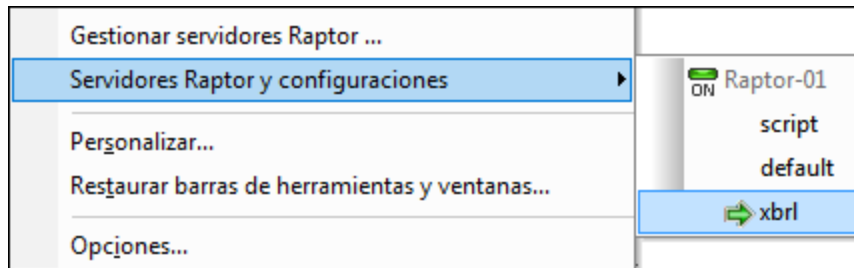 Gestionar servidores Raptor ...
Servidores Raptor y configuraciones
Personalizar...
Restaurar barras de herramientas y ventanas...
Opciones...
ON Raptor-01
script
default
xbrl